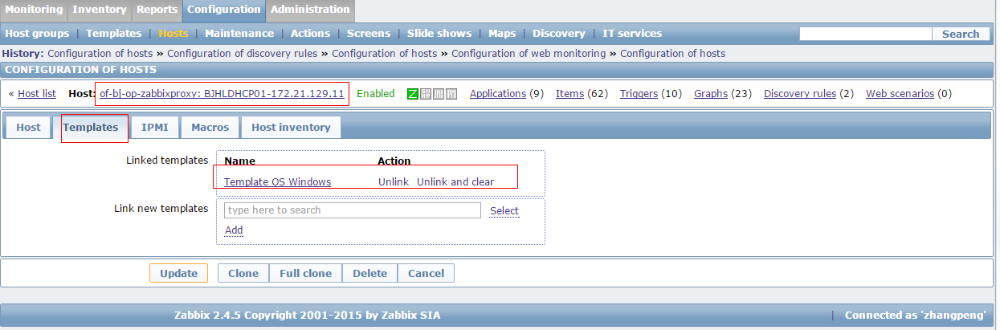 Monitoring Inventory Reports Configuration Administration
Host groups | Templates | Hosts | Maintenance | Actions | Screens | Slide shows | Maps | Discovery | IT services Search
History: Configuration of hosts » Configuration of discovery rules » Configuration of hosts » Configuration of web monitoring » Configuration of hosts
CONFIGURATION OF HOSTS
« Host list Host: of-bj-op-zabbixproxy: BJHLDHCP01-172.21.129.11 Enabled Z Applications (9) Items (62) Triggers (10) Graphs (23) Discovery rules (2) Web scenarios (0)
Host Templates IPMI Macros Host inventory
Linked templates Name Action
Template OS Windows Unlink Unlink and clear
Link new templates type here to search Select
Add
Update Clone Full clone Delete Cancel
Zabbix 2.4.5 Copyright 2001-2015 by Zabbix SIA | Connected as 'zhangpeng'